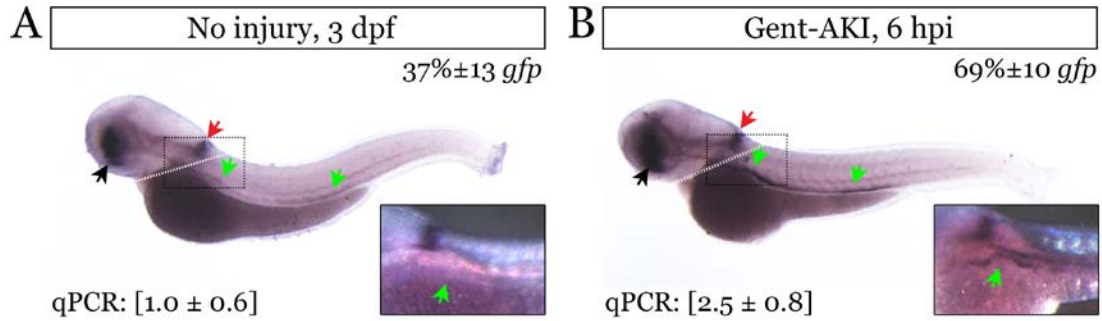 A
No injury, 3 dpf
37%±13 gfp
qPCR: [1.0 ± 0.6]
B
Gent-AKI, 6 hpi
69%±10 gfp
qPCR: [2.5 ± 0.8]